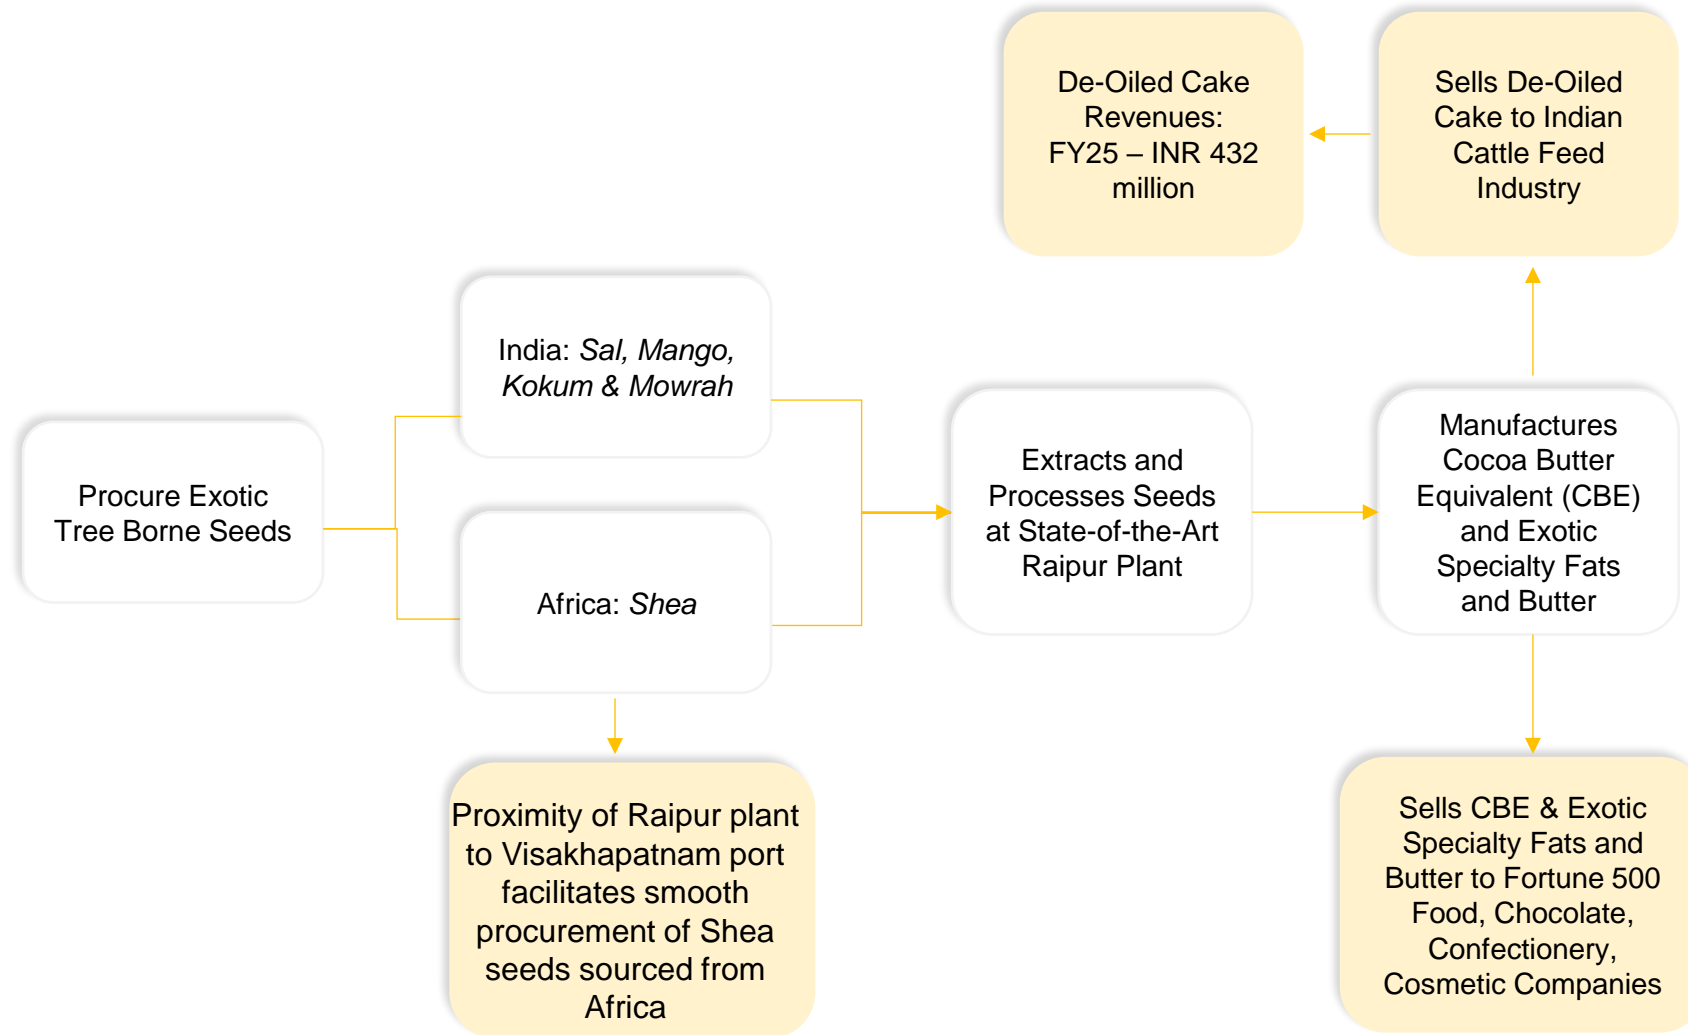 De-Oiled Cake
Revenues:
FY25 – INR 432
million
Sells De-Oiled
Cake to Indian
Cattle Feed
Industry
India: Sal, Mango,
Kokum & Mowrah
Procure Exotic
Tree Borne Seeds
Africa: Shea
Extracts and
Processes Seeds
at State-of-the-Art
Raipur Plant
Manufactures
Cocoa Butter
Equivalent (CBE)
and Exotic
Specialty Fats
and Butter
Proximity of Raipur plant
to Visakhapatnam port
facilitates smooth
procurement of Shea
seeds sourced from
Africa
Sells CBE & Exotic
Specialty Fats and
Butter to Fortune 500
Food, Chocolate,
Confectionery,
Cosmetic Companies